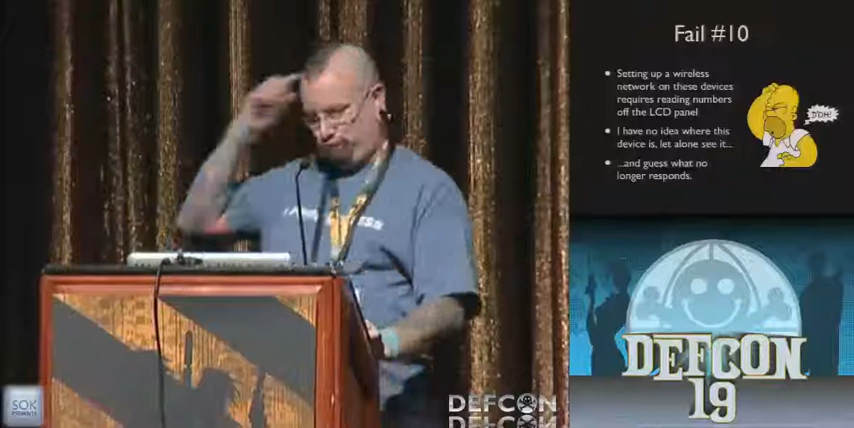 Fail #10
• Setting up a wireless
network on these devices
requires reading numbers
off the LCD panel
• I have no idea where this
device is, let alone see it...
• ...and guess what no
longer responds.
D'OH!
DEFCON
19
SOK
DEFCON